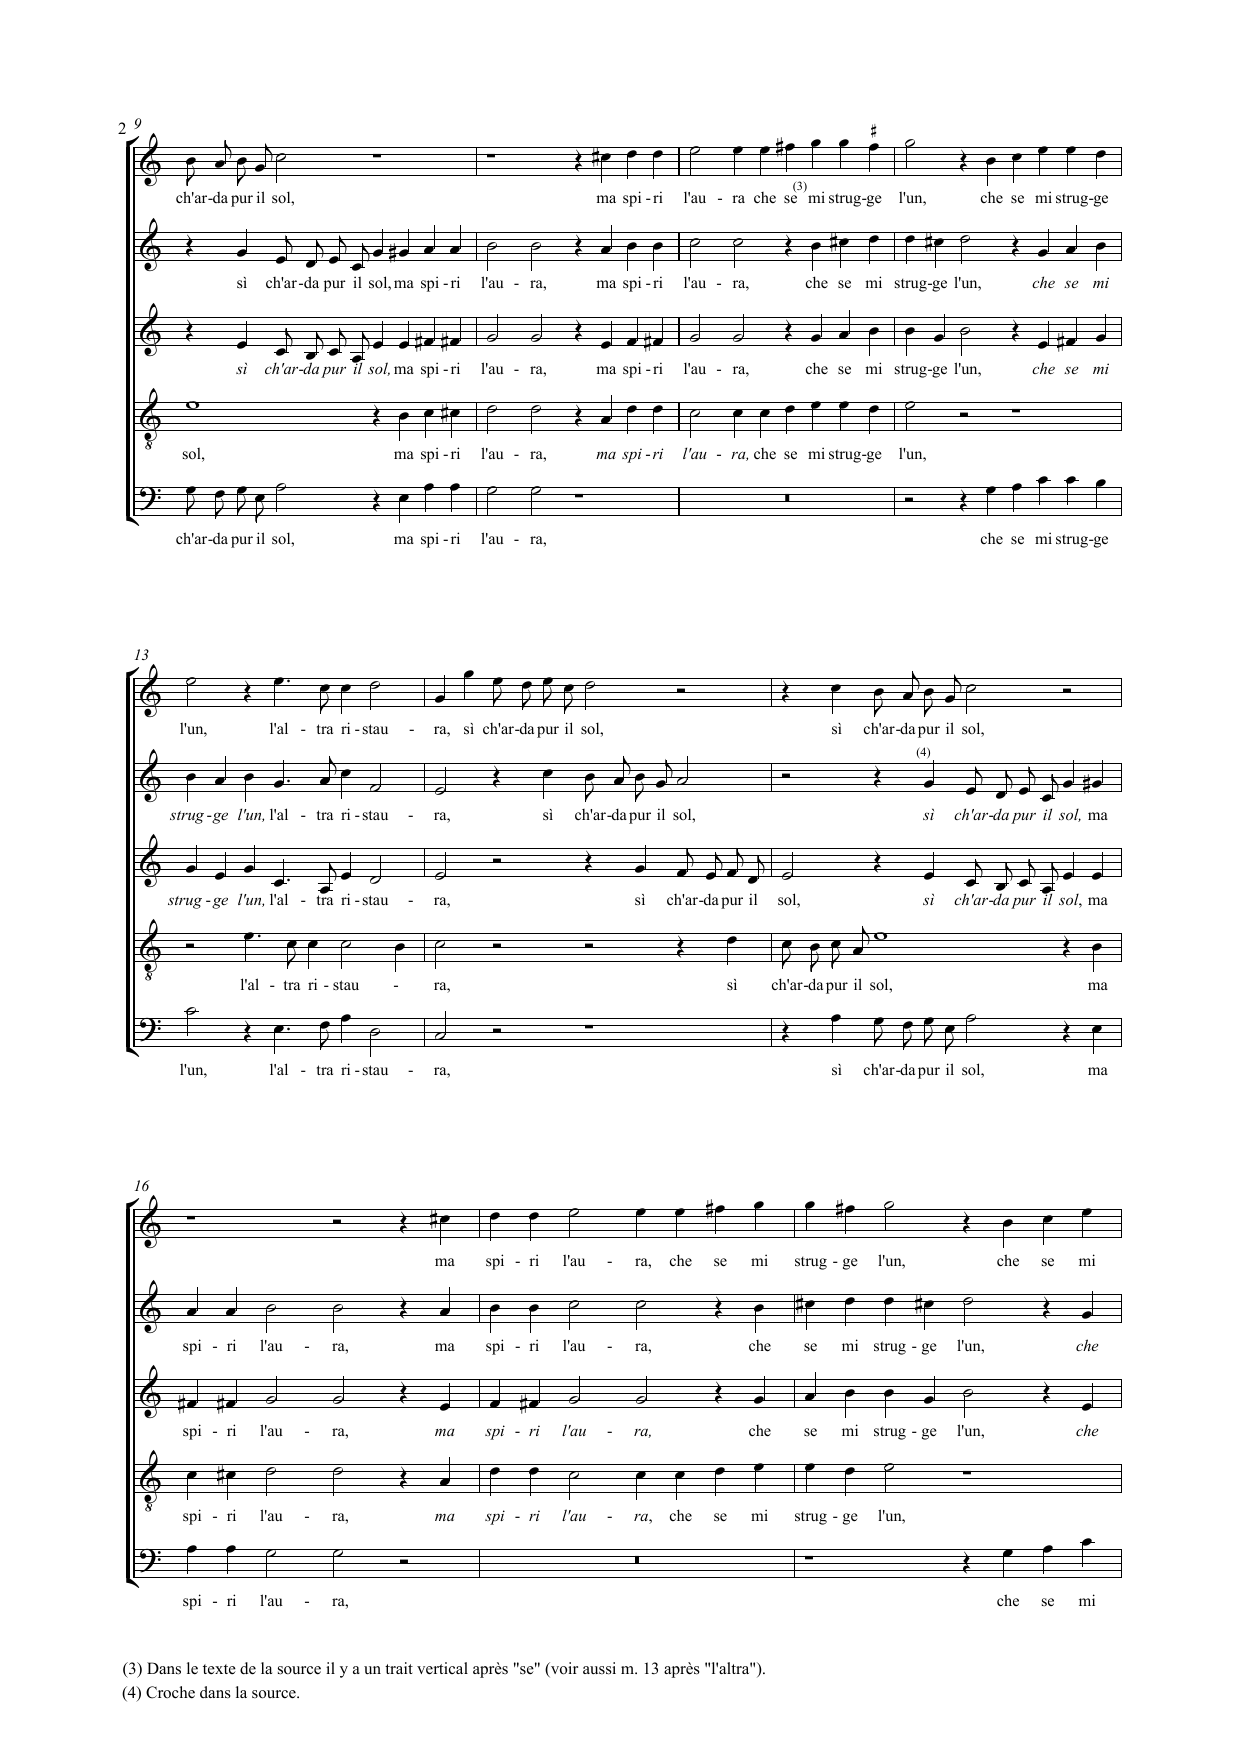 2 9
♯
(3)
ch'ar-da pur il sol, ma spi - ri l'au - ra che se mi strug-ge l'un, che se mi strug-ge
sì ch'ar-da pur il sol, ma spi - ri l'au - ra, ma spi - ri l'au - ra, che se mi strug-ge l'un, che se mi
sì ch'ar-da pur il sol, ma spi - ri l'au - ra, ma spi - ri l'au - ra, che se mi strug-ge l'un, che se mi
8
sol, ma spi - ri l'au - ra, ma spi - ri l'au - ra, che se mi strug-ge l'un,
ch'ar-da pur il sol, ma spi - ri l'au - ra, che se mi strug-ge
13
l'un, l'al - tra ri - stau - ra, sì ch'ar-da pur il sol, sì ch'ar-da pur il sol,
(4)
strug - ge l'un, l'al - tra ri - stau - ra, sì ch'ar-da pur il sol, sì ch'ar-da pur il sol, ma
strug - ge l'un, l'al - tra ri - stau - ra, sì ch'ar-da pur il sol, sì ch'ar-da pur il sol, ma
8
l'al - tra ri - stau - ra, sì ch'ar-da pur il sol, ma
l'un, l'al - tra ri - stau - ra, sì ch'ar-da pur il sol, ma
16
ma spi - ri l'au - ra, che se mi strug - ge l'un, che se mi
spi - ri l'au - ra, ma spi - ri l'au - ra, che se mi strug - ge l'un, che
spi - ri l'au - ra, ma spi - ri l'au - ra, che se mi strug - ge l'un, che
8
spi - ri l'au - ra, ma spi - ri l'au - ra, che se mi strug - ge l'un,
spi - ri l'au - ra, che se mi
(3) Dans le texte de la source il y a un trait vertical après "se" (voir aussi m. 13 après "l'altra").
(4) Croche dans la source.